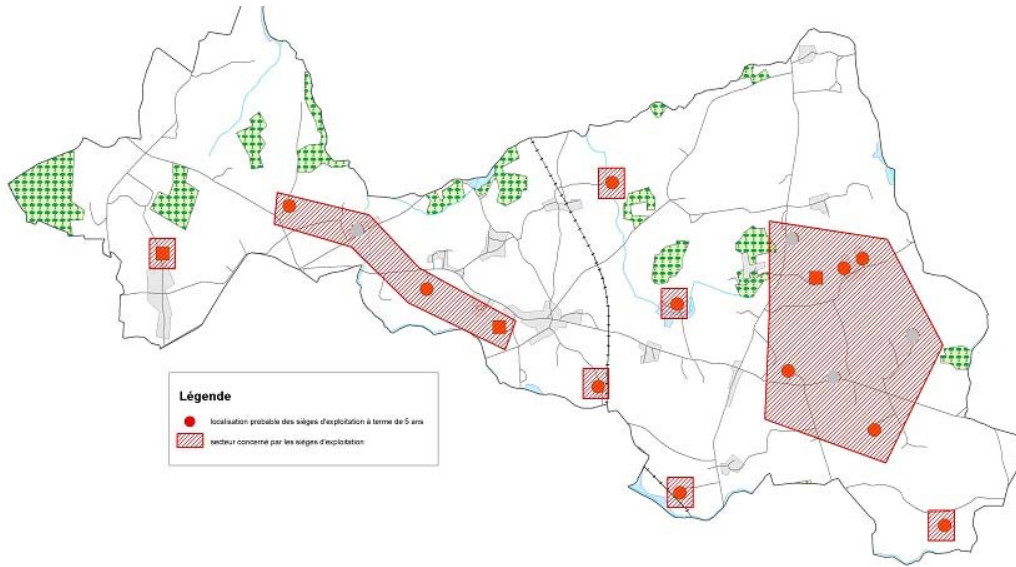 Légende
localisation probable des sièges d'exploitation à terme de 5 ans
secteur concerné par les sièges d'exploitation